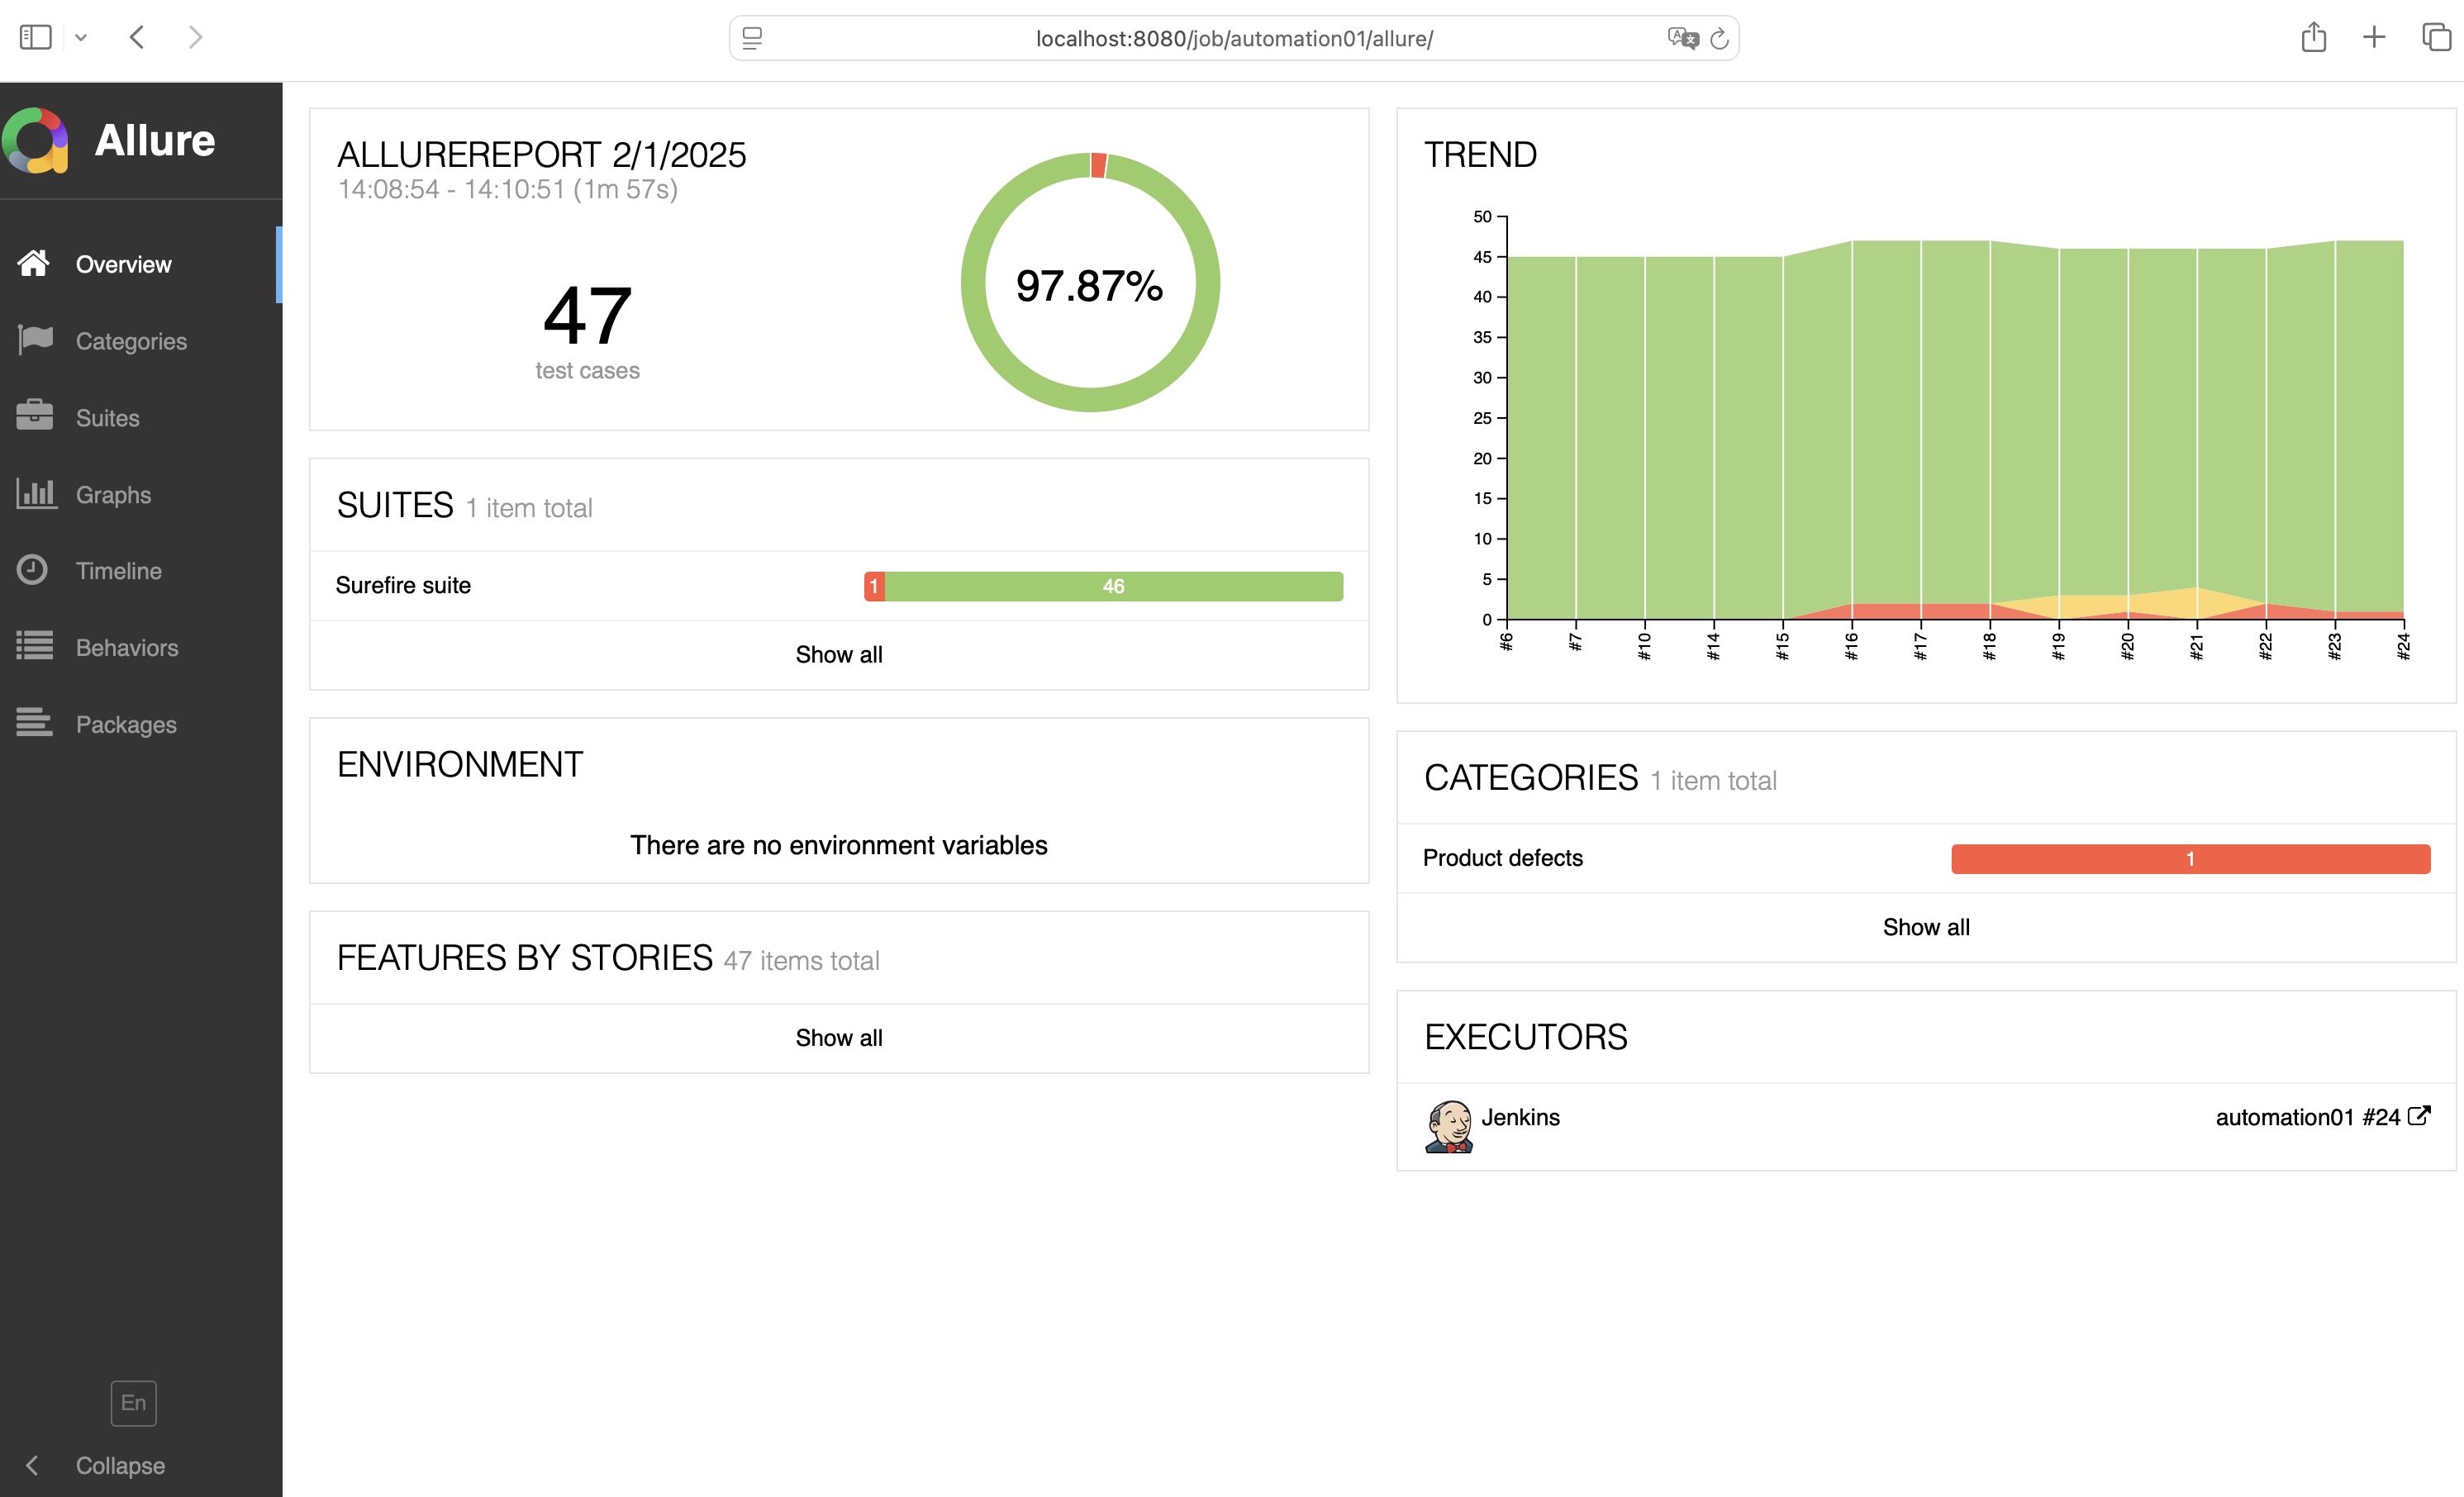 localhost:8080/job/automation01/allure/
Allure
Overview
Categories
Suites
Graphs
Timeline
Behaviors
Packages
En
Collapse
ALLUREREPORT 2/1/2025
14:08:54 - 14:10:51 (1m 57s)
47
test cases
97.87%
SUITES 1 item total
Surefire suite
1
46
Show all
ENVIRONMENT
There are no environment variables
FEATURES BY STORIES 47 items total
Show all
TREND
50
45
40
35
30
25
20
15
10
5
0
#6
#7
#10
#14
#15
#16
#17
#18
#19
#20
#21
#22
#23
#24
CATEGORIES 1 item total
Product defects
1
Show all
EXECUTORS
Jenkins
automation01 #24